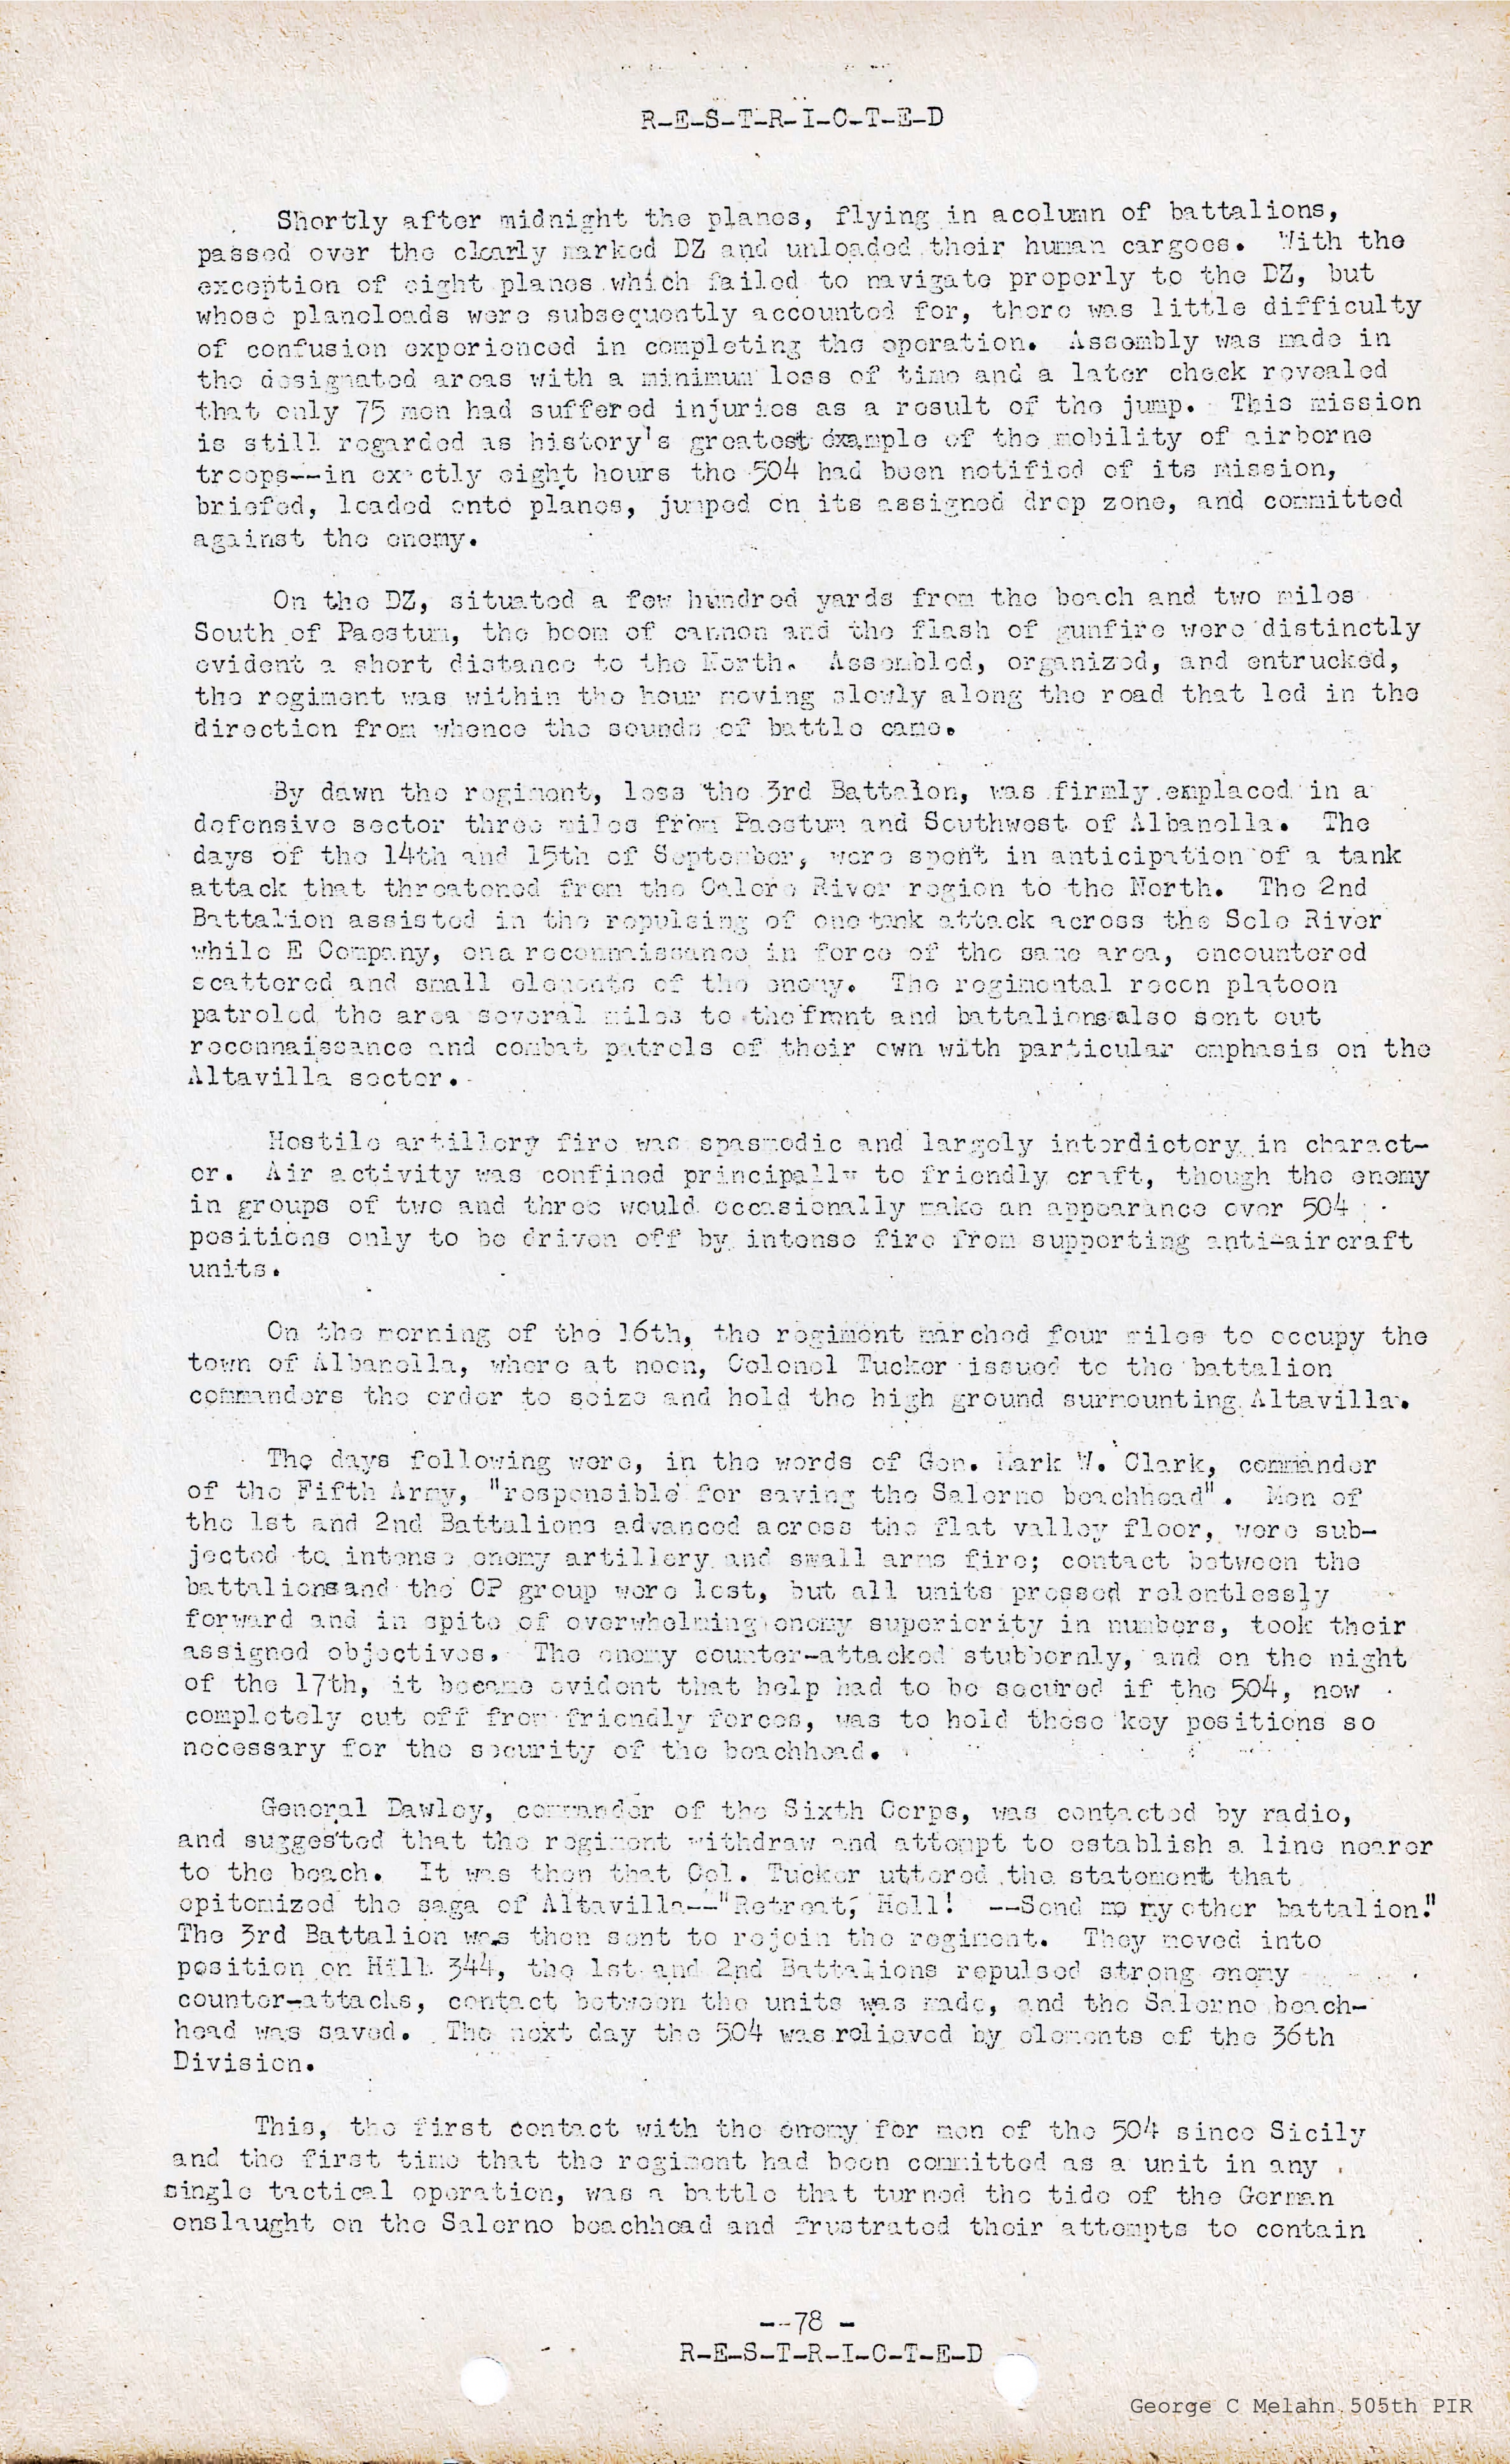 R-E-S-T-R-I-C-T-E-D
Shortly after midnight the planes, flying in acolumn of battalions,
passed over the clearly marked DZ and unloaded their human cargoes. With the
exception of eight planes which failed to navigate properly to the DZ, but
whose planeloads were subsequently accounted for, there was little difficulty
of confusion experienced in completing the operation. Assembly was made in
the designated areas with a minimum loss of time and a later check revealed
that only 75 men had suffered injuries as a result of the jump. This mission
is still regarded as history's greatest example of the mobility of airborne
troops--in exactly eight hours the 504 had been notified of its mission,
briefed, loaded onto planes, jumped on its assigned drop zone, and committed
against the enemy.
On the DZ, situated a few hundred yards from the beach and two miles
South of Paestum, the boom of cannon and the flash of gunfire were distinctly
evident a short distance to the North. Assembled, organized, and entrucked,
the regiment was within the hour moving slowly along the road that led in the
direction from whence the sounds of battle came.
By dawn the regiment, less the 3rd Battalion, was firmly emplaced in a
defensive sector three miles from Paestum and Southwest of Albanella. The
days of the 14th and 15th of September, were spent in anticipation of a tank
attack that threatened from the Calore River region to the North. The 2nd
Battalion assisted in the repulsing of one tank attack across the Sele River
while E Company, ona reconnaissance in force of the same area, encountered
scattered and small elements of the enemy. The regimental recon platoon
patroled the area several miles to the front and battalions also sent out
reconnaissance and combat patrols of their own with particular emphasis on the
Altavilla sector.
Hostile artillery fire was spasmodic and largely interdictory in charact-
er. Air activity was confined principally to friendly craft, though the enemy
in groups of two and three would occasionally make an appearance over 504
positions only to be driven off by intense fire from supporting anti-aircraft
units.
On the morning of the 16th, the regiment marched four miles to occupy the
town of Albanella, where at noon, Colonel Tucker issued to the battalion
commanders the order to seize and hold the high ground surmounting Altavilla.
The days following were, in the words of Gen. Mark W. Clark, commander
of the Fifth Army, "responsible for saving the Salerno beachhead". Men of
the 1st and 2nd Battalions advanced across the flat valley floor, were sub-
jected to intense enemy artillery and small arms fire; contact between the
battalions and the CP group were lost, but all units pressed relentlessly
forward and in spite of overwhelming enemy superiority in numbers, took their
assigned objectives. The enemy counter-attacked stubbornly, and on the night
of the 17th, it became evident that help had to be secured if the 504, now
completely cut off from friendly forces, was to hold these key positions so
necessary for the security of the beachhead.
General Dawley, commander of the Sixth Corps, was contacted by radio,
and suggested that the regiment withdraw and attempt to establish a line nearer
to the beach. It was then that Col. Tucker uttered the statement that
epitomized the saga of Altavilla--"Retreat, Hell! --Send me my other battalion!"
The 3rd Battalion was then sent to rejoin the regiment. They moved into
position on Hill 344, the 1st and 2nd Battalions repulsed strong enemy
counter-attacks, contact between the units was made, and the Salerno beach-
head was saved. The next day the 504 was relieved by elements of the 36th
Division.
This, the first contact with the enemy for men of the 504 since Sicily
and the first time that the regiment had been committed as a unit in any
single tactical operation, was a battle that turned the tide of the German
onslaught on the Salerno beachhead and frustrated their attempts to contain
--78 -
R-E-S-T-R-I-C-T-E-D
George C Melahn 505th PIR